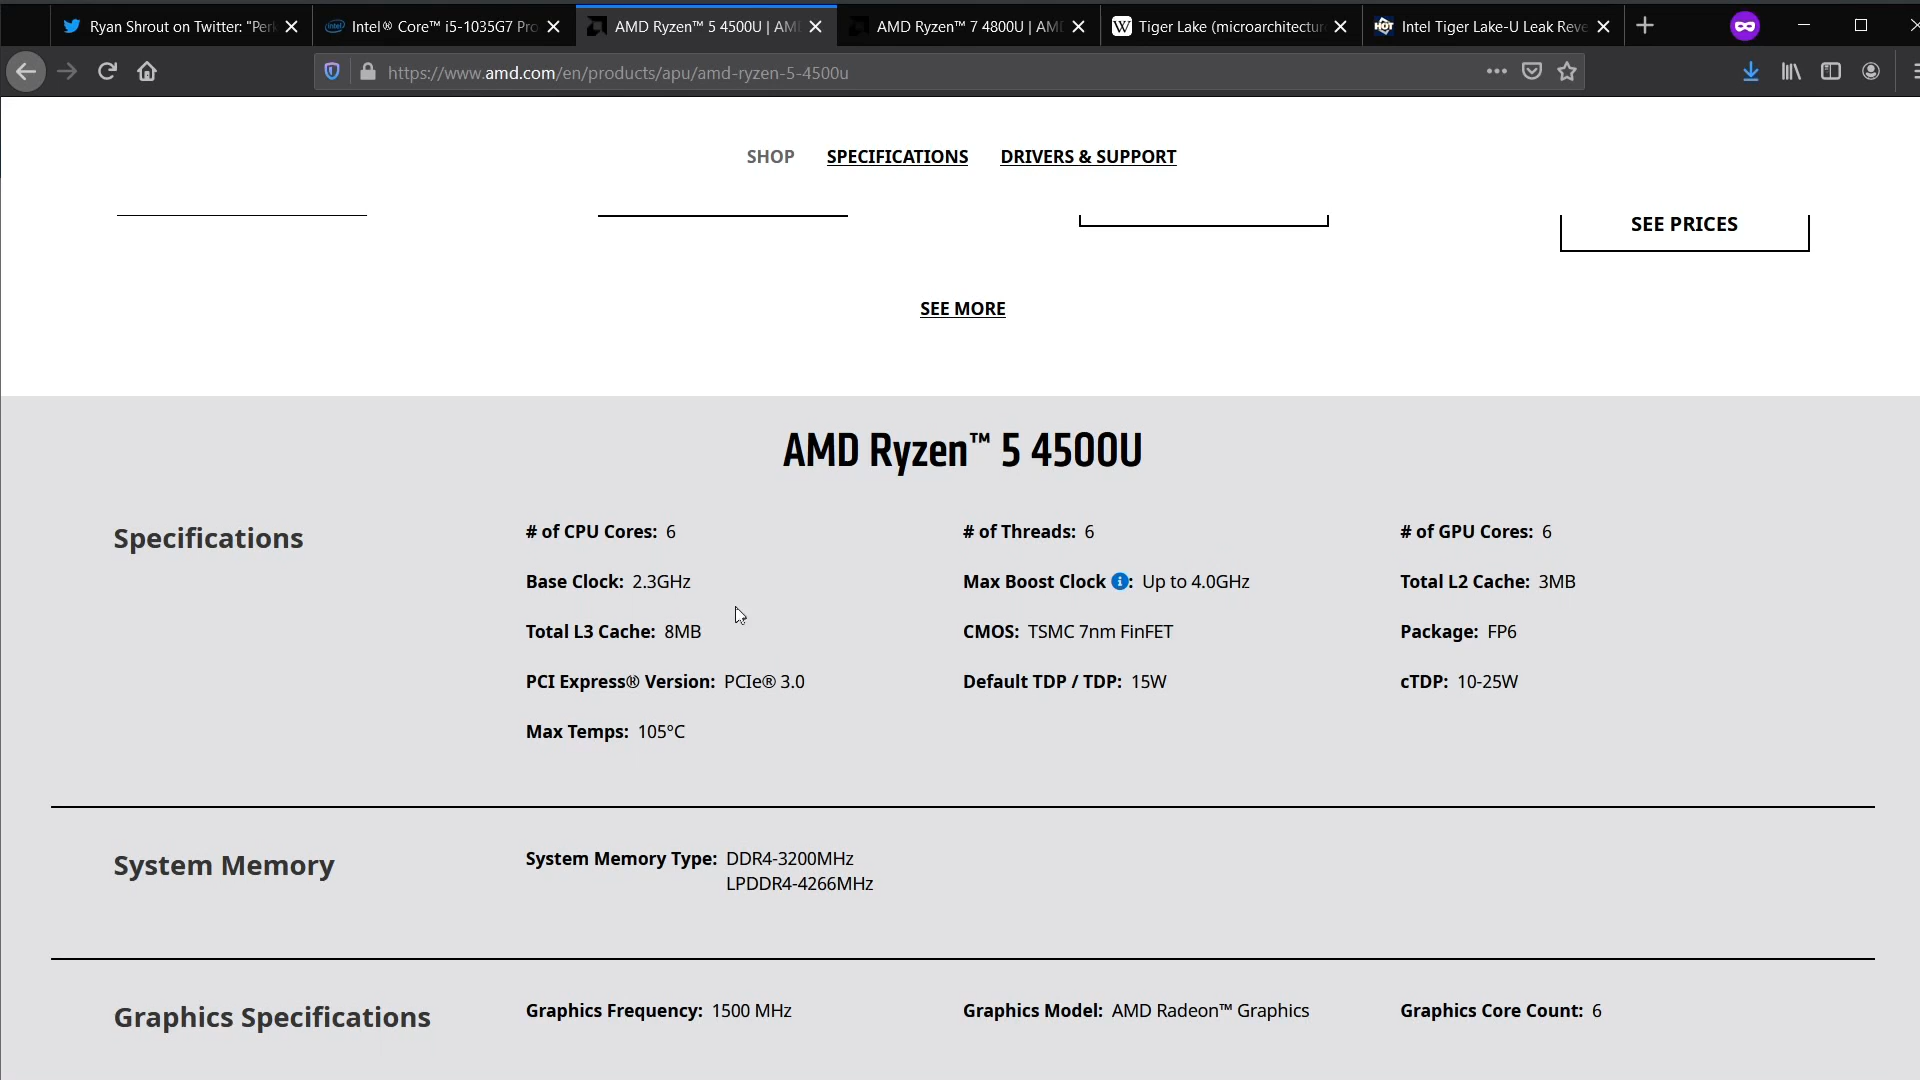 Ryan Shrout on Twitter: "Perk
Intel® Core™ i5-1035G7 Pro
AMD Ryzen™ 5 4500U | AM
AMD Ryzen™ 7 4800U | AM
W Tiger Lake (microarchitectur
HOT Intel Tiger Lake-U Leak Reve
https://www.amd.com/en/products/apu/amd-ryzen-5-4500u
SHOP SPECIFICATIONS DRIVERS & SUPPORT
SEE PRICES
SEE MORE
AMD Ryzen™ 5 4500U
Specifications
# of CPU Cores: 6
# of Threads: 6
# of GPU Cores: 6
Base Clock: 2.3GHz
Max Boost Clock i: Up to 4.0GHz
Total L2 Cache: 3MB
Total L3 Cache: 8MB
CMOS: TSMC 7nm FinFET
Package: FP6
PCI Express® Version: PCIe® 3.0
Default TDP / TDP: 15W
cTDP: 10-25W
Max Temps: 105°C
System Memory
System Memory Type: DDR4-3200MHz
LPDDR4-4266MHz
Graphics Specifications
Graphics Frequency: 1500 MHz
Graphics Model: AMD Radeon™ Graphics
Graphics Core Count: 6